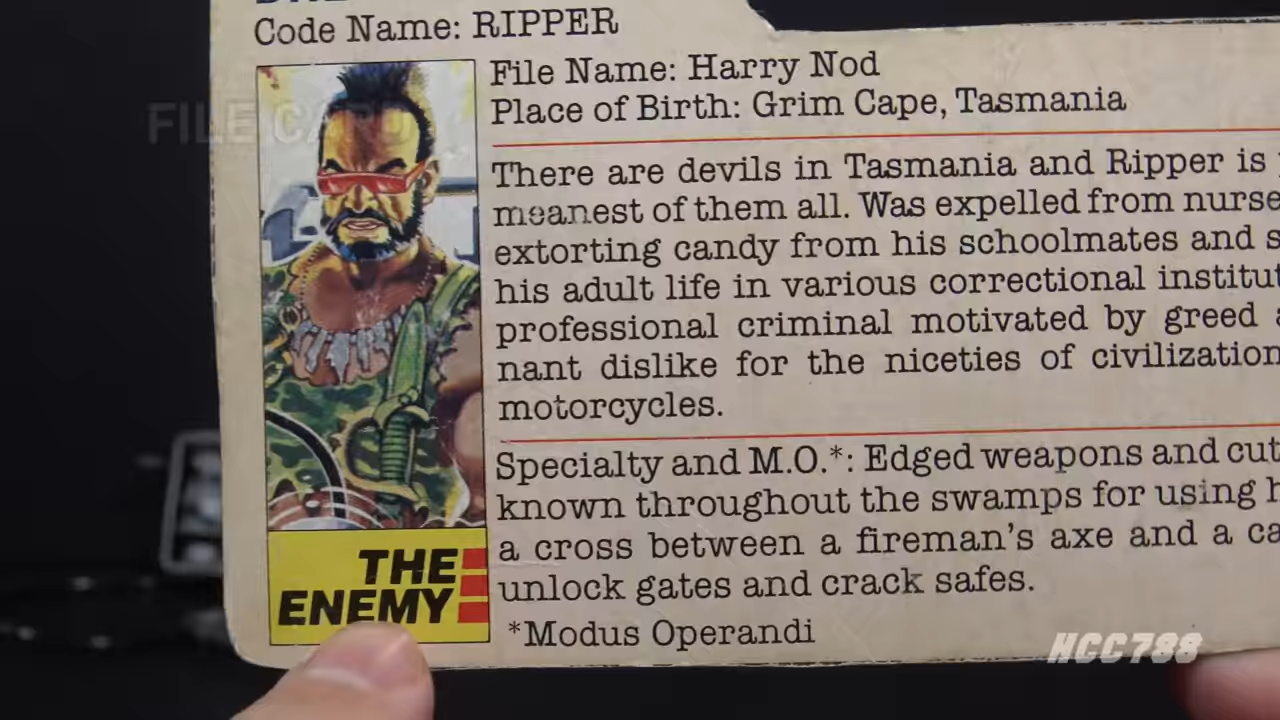 Code Name: RIPPER
File Name: Harry Nod
Place of Birth: Grim Cape, Tasmania
FILE CARD
There are devils in Tasmania and Ripper is
meanest of them all. Was expelled from nurse
extorting candy from his schoolmates and s
his adult life in various correctional institut
professional criminal motivated by greed a
nant dislike for the niceties of civilization
motorcycles.
Specialty and M.O.*: Edged weapons and cut
known throughout the swamps for using h
a cross between a fireman's axe and a ca
unlock gates and crack safes.
*Modus Operandi
THE
ENEMY
HCC788